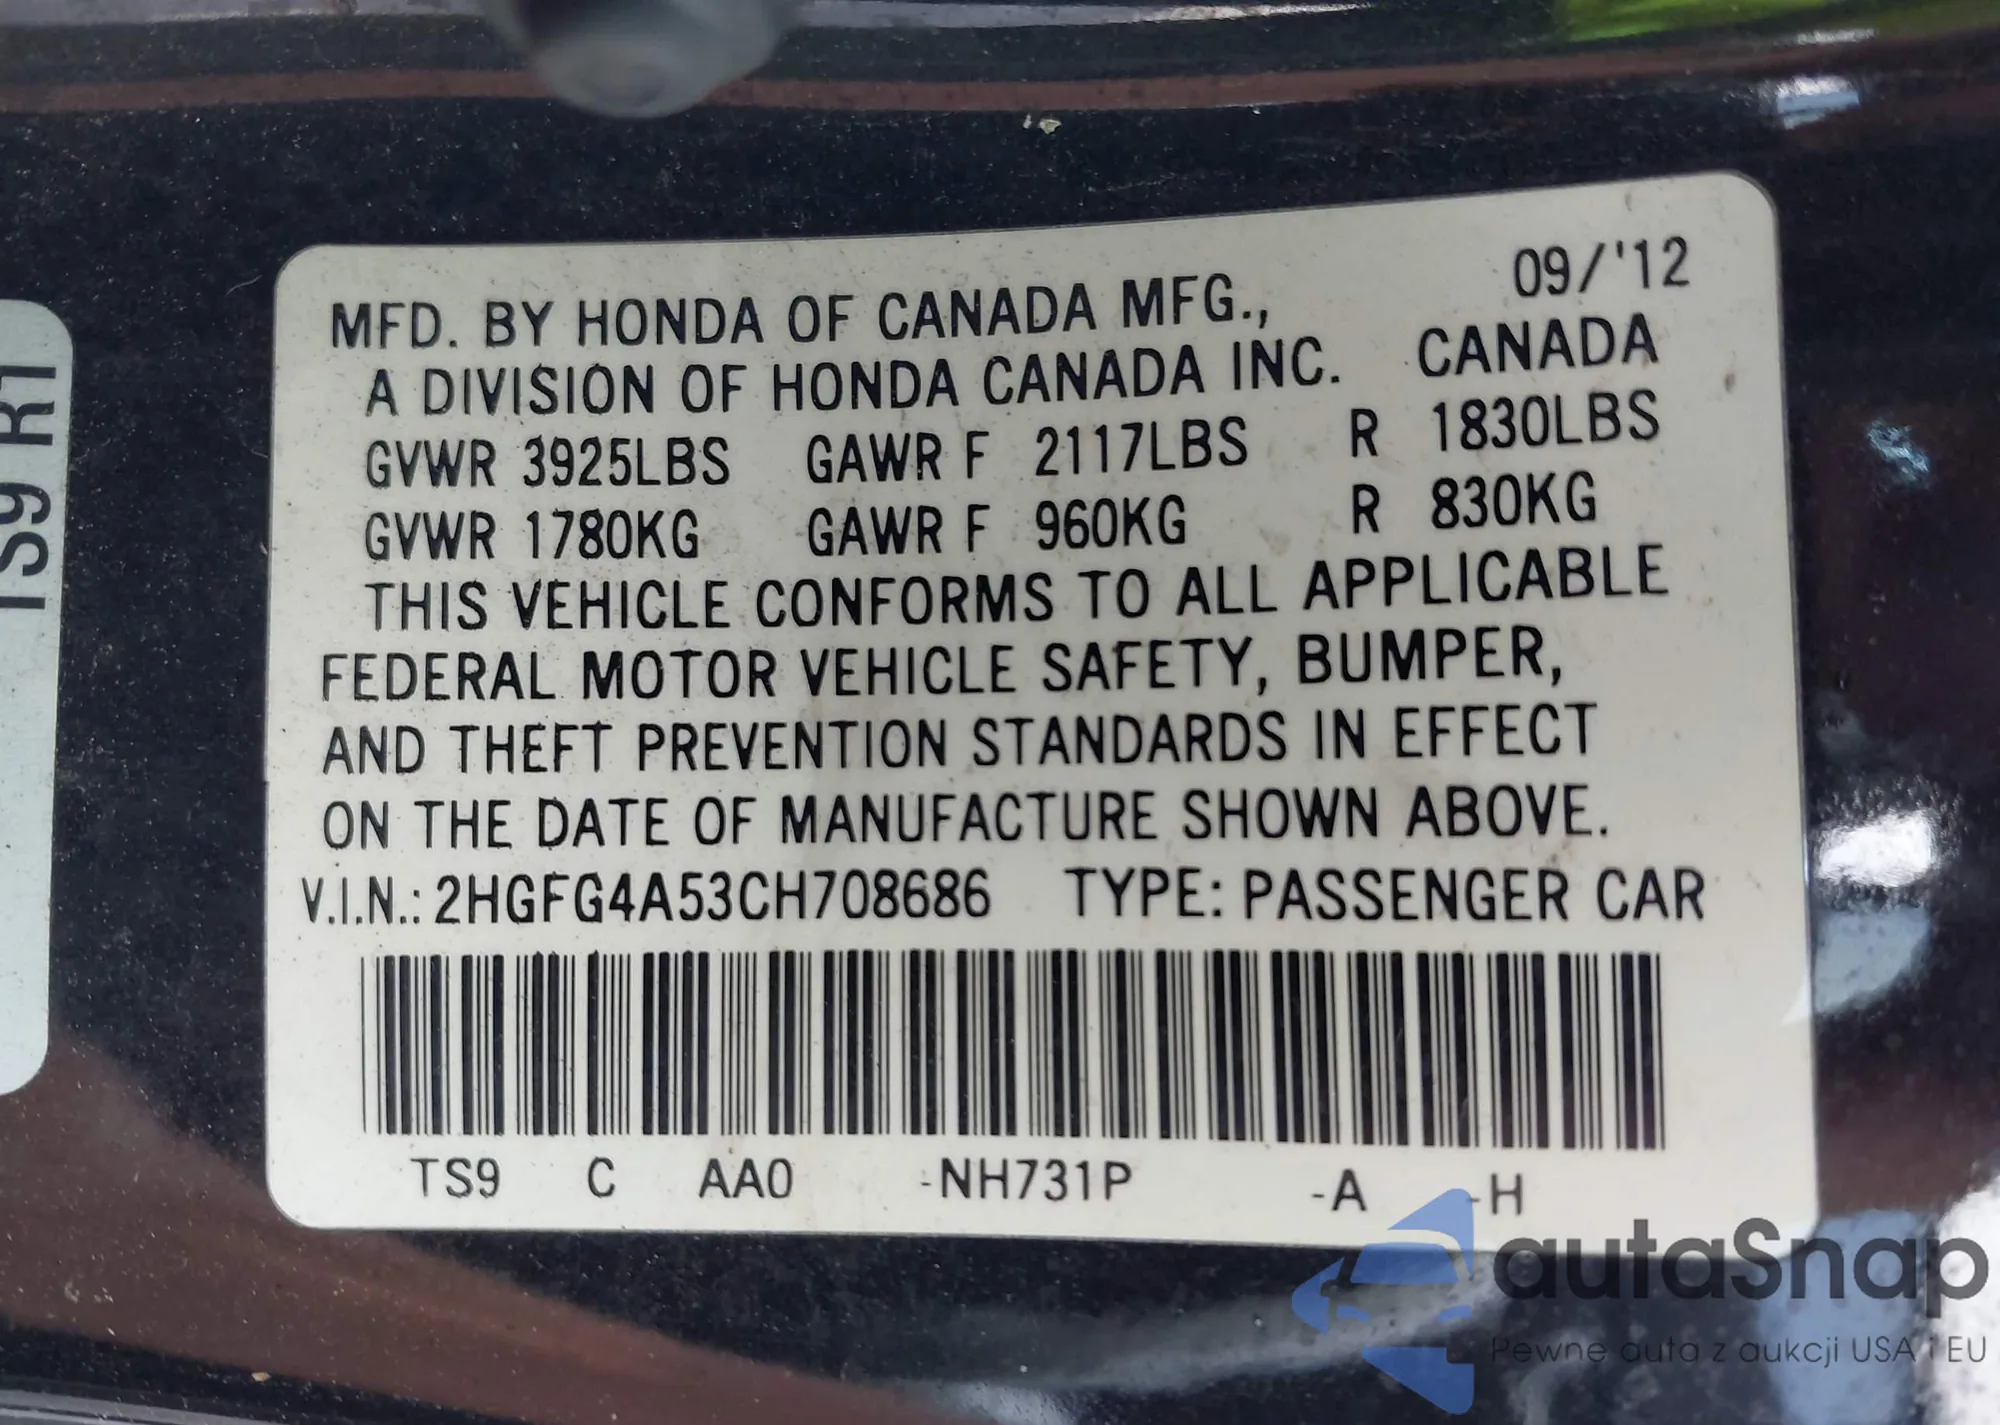 09/'12
MFD. BY HONDA OF CANADA MFG.,
A DIVISION OF HONDA CANADA INC. CANADA
GVWR 3925LBS GAWR F 2117LBS R 1830LBS
GVWR 1780KG GAWR F 960KG R 830KG
THIS VEHICLE CONFORMS TO ALL APPLICABLE
FEDERAL MOTOR VEHICLE SAFETY, BUMPER,
AND THEFT PREVENTION STANDARDS IN EFFECT
ON THE DATE OF MANUFACTURE SHOWN ABOVE.
V.I.N.: 2HGFG4A53CH708686 TYPE: PASSENGER CAR
TS9 C AA0 -NH731P -A -H
TS9 R1
autaSnap
Pewne auta z aukcji USA i EU